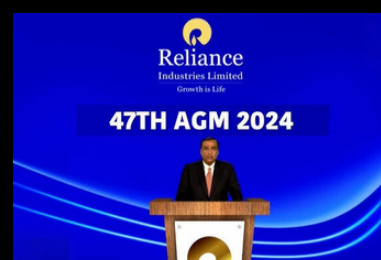 Reliance
Industries Limited
Growth is Life
47TH AGM 2024